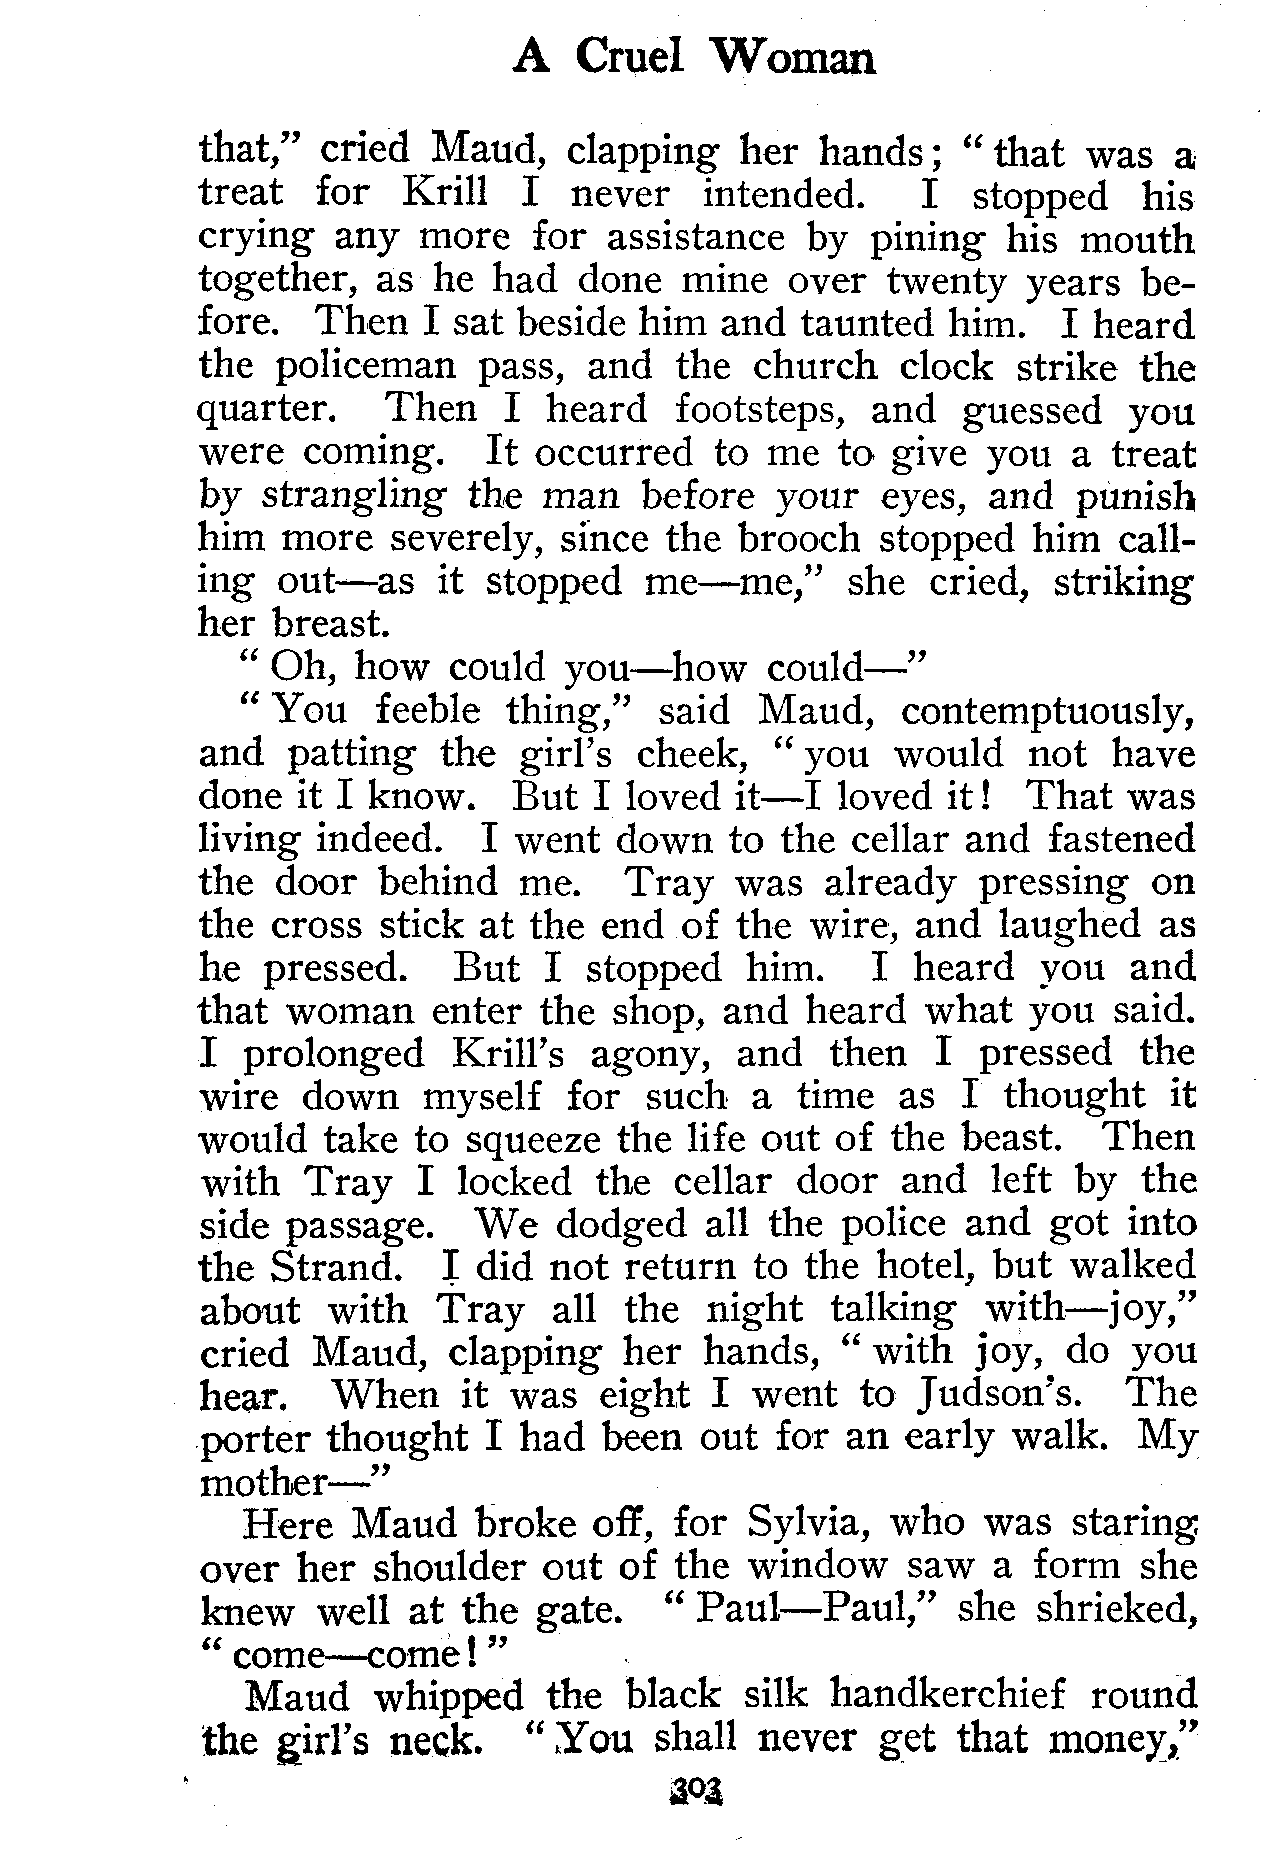 A Cruel Woman
that,” cried Maud, clapping her hands; “ that was a
treat for Krill I never intended. I stopped his
crying any more for assistance by pining his mouth
together, as he had done mine over twenty years be-
fore. Then I sat beside him and taunted him. I heard
the policeman pass, and the church clock strike the
quarter. Then I heard footsteps, and guessed you
were coming. It occurred to me to give you a treat
by strangling the man before your eyes, and punish
him more severely, since the brooch stopped him call-
ing out—as it stopped me—me,” she cried, striking
her breast.
“ Oh, how could you—how could—”
“ You feeble thing,” said Maud, contemptuously,
and patting the girl’s cheek, “ you would not have
done it I know. But I loved it—I loved it! That was
living indeed. I went down to the cellar and fastened
the door behind me. Tray was already pressing on
the cross stick at the end of the wire, and laughed as
he pressed. But I stopped him. I heard you and
that woman enter the shop, and heard what you said.
I prolonged Krill’s agony, and then I pressed the
wire down myself for such a time as I thought it
would take to squeeze the life out of the beast. Then
with Tray I locked the cellar door and left by the
side passage. We dodged all the police and got into
the Strand. I did not return to the hotel, but walked
about with Tray all the night talking with—joy,”
cried Maud, clapping her hands, “ with joy, do you
hear. When it was eight I went to Judson’s. The
porter thought I had been out for an early walk. My
mother—”
Here Maud broke off, for Sylvia, who was staring
over her shoulder out of the window saw a form she
knew well at the gate. “ Paul—Paul,” she shrieked,
“ come—come! ”
Maud whipped the black silk handkerchief round
the girl’s neck. “ You shall never get that money,”
303